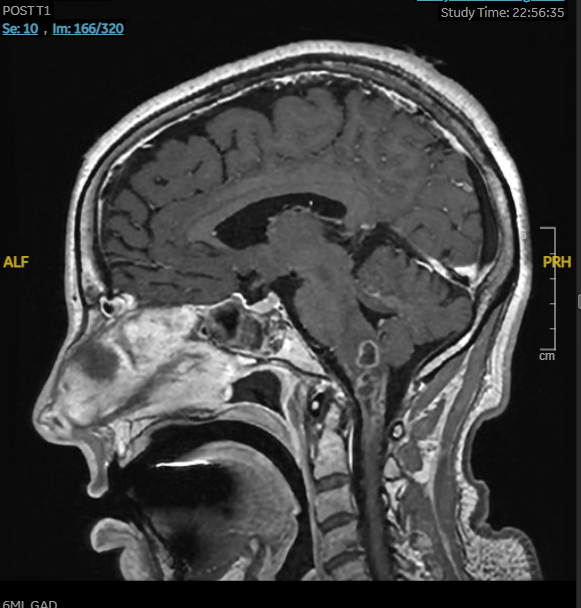 POST T1
Se: 10 , Im: 166/320
Study Time: 22:56:35
ALF
PRH
cm
6ML GAD